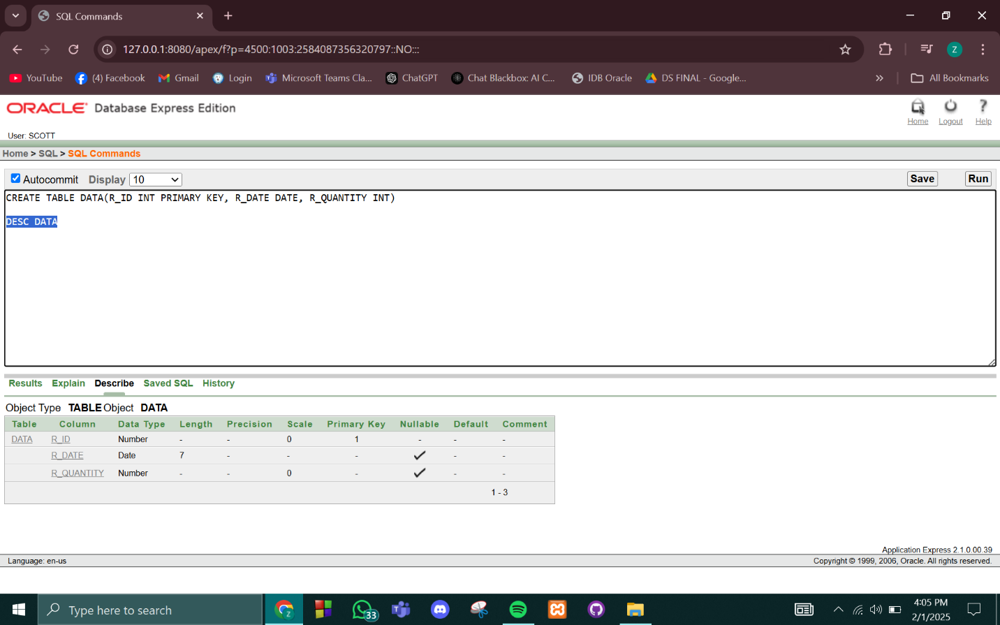 SQL Commands
127.0.0.1:8080/apex/f?p=4500:1003:2584087356320797::NO:::
Z
YouTube (4) Facebook Gmail Login Microsoft Teams Cla... ChatGPT Chat Blackbox: AI C... IDB Oracle DS FINAL - Google... » All Bookmarks
ORACLE Database Express Edition
Home Logout Help
User: SCOTT
Home > SQL > SQL Commands
Autocommit Display 10 Save Run
CREATE TABLE DATA(R_ID INT PRIMARY KEY, R_DATE DATE, R_QUANTITY INT)
DESC DATA
Results Explain Describe Saved SQL History
Object Type TABLE Object DATA
Table Column Data Type Length Precision Scale Primary Key Nullable Default Comment
DATA R_ID Number - - 0 1 - - -
R_DATE Date 7 - - - ✓ - -
R_QUANTITY Number - - 0 - ✓ - -
1 - 3
Application Express 2.1.0.00.39
Language: en-us Copyright © 1999, 2006, Oracle. All rights reserved.
Type here to search Z 33 T 4:05 PM
2/1/2025